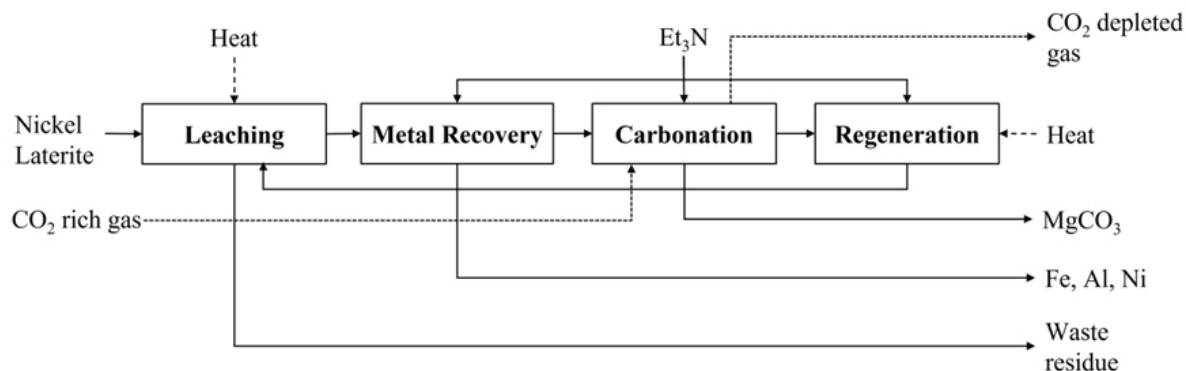 CO₂ depleted
gas
Heat
Et₃N
Nickel
Laterite
Leaching
Metal Recovery
Carbonation
Regeneration
Heat
CO₂ rich gas
MgCO₃
Fe, Al, Ni
Waste
residue